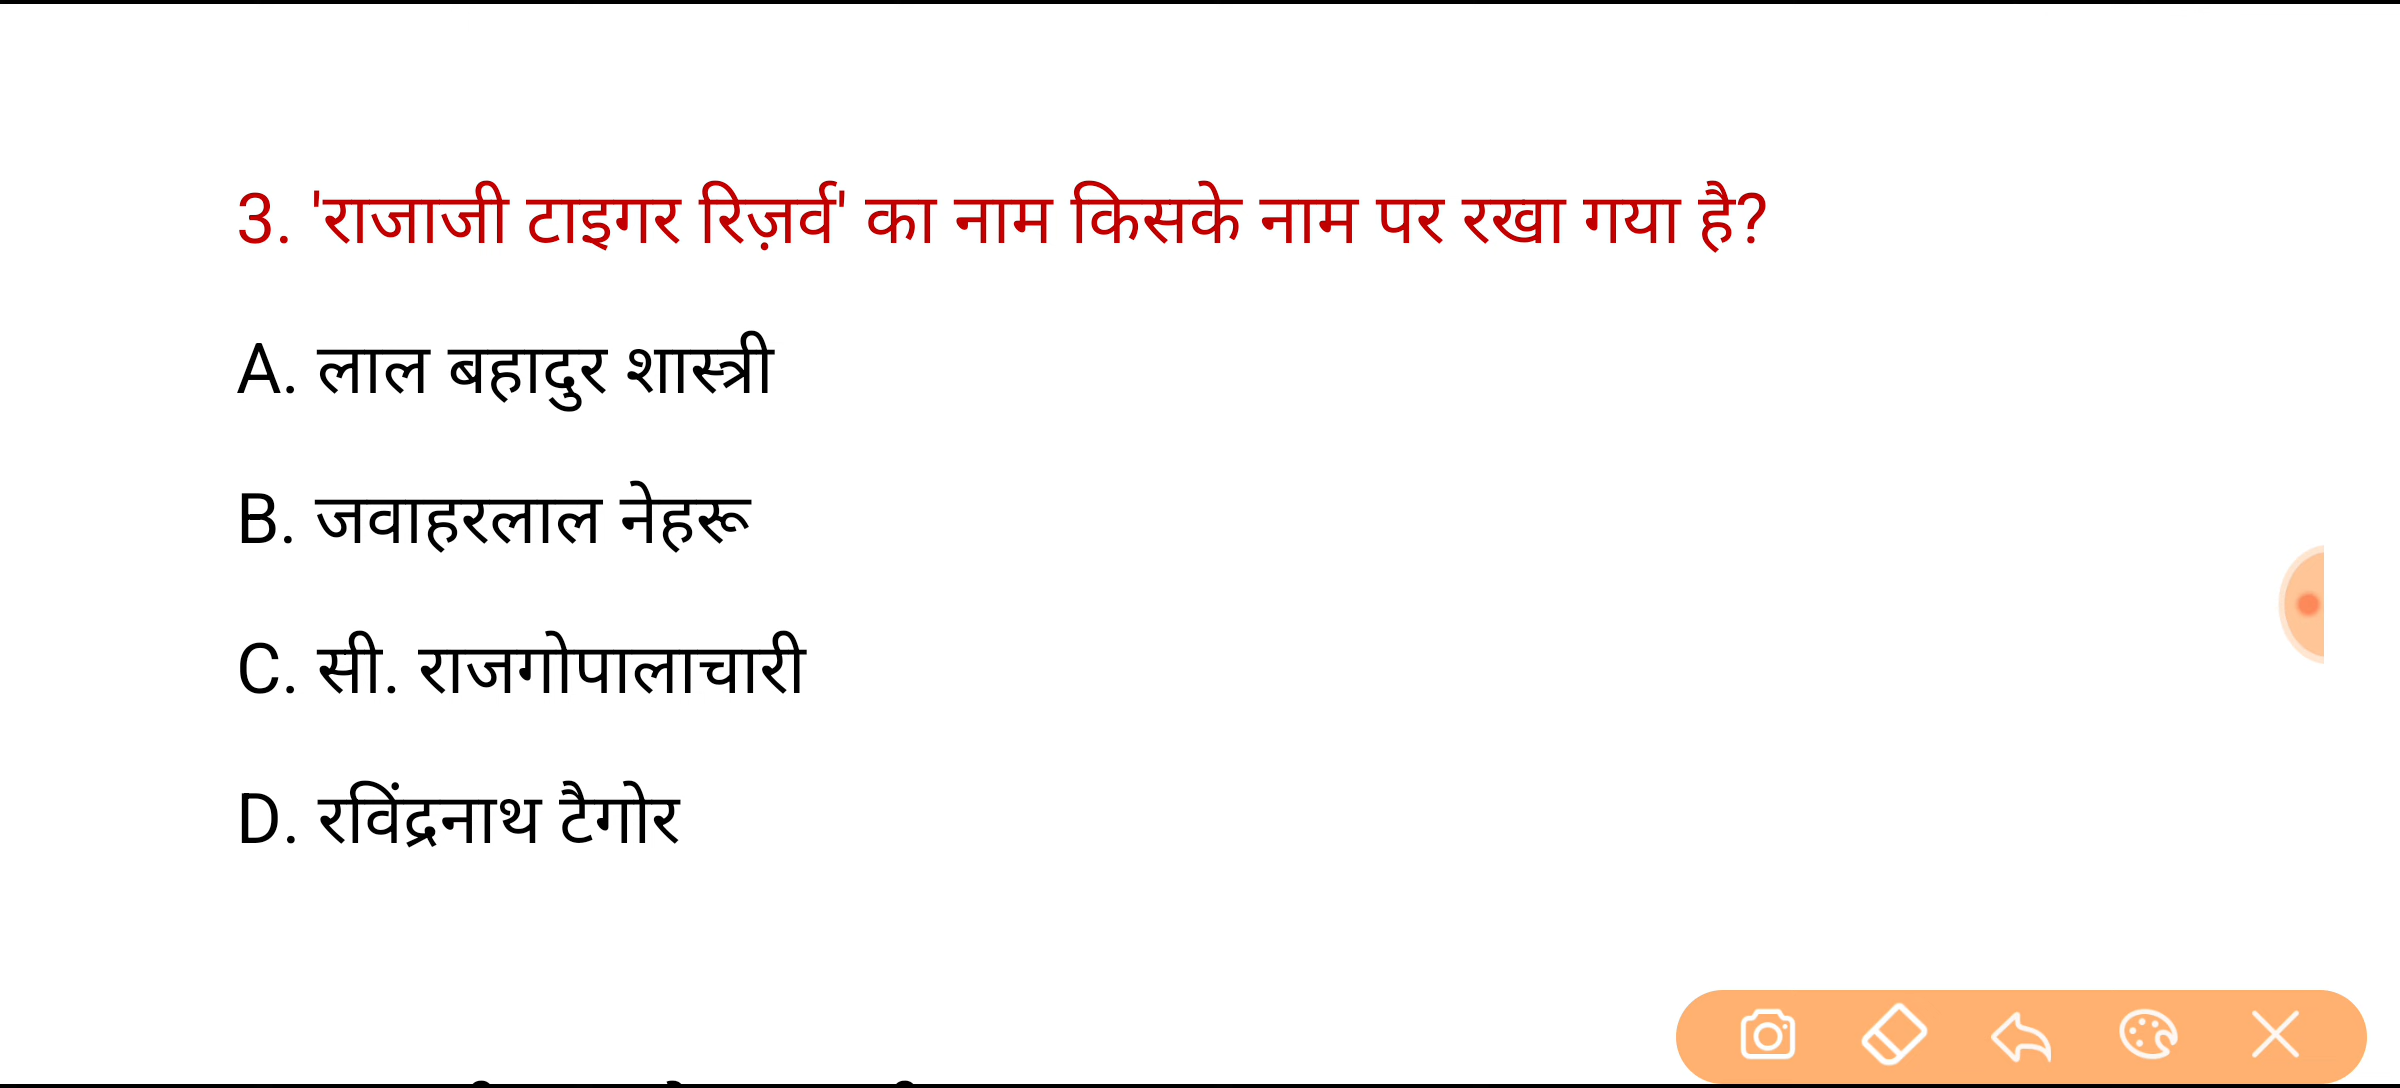 3. 'राजाजी टाइगर रिज़र्व' का नाम किसके नाम पर रखा गया है?
A. लाल बहादुर शास्त्री
B. जवाहरलाल नेहरू
C. सी. राजगोपालाचारी
D. रविंद्रनाथ टैगोर